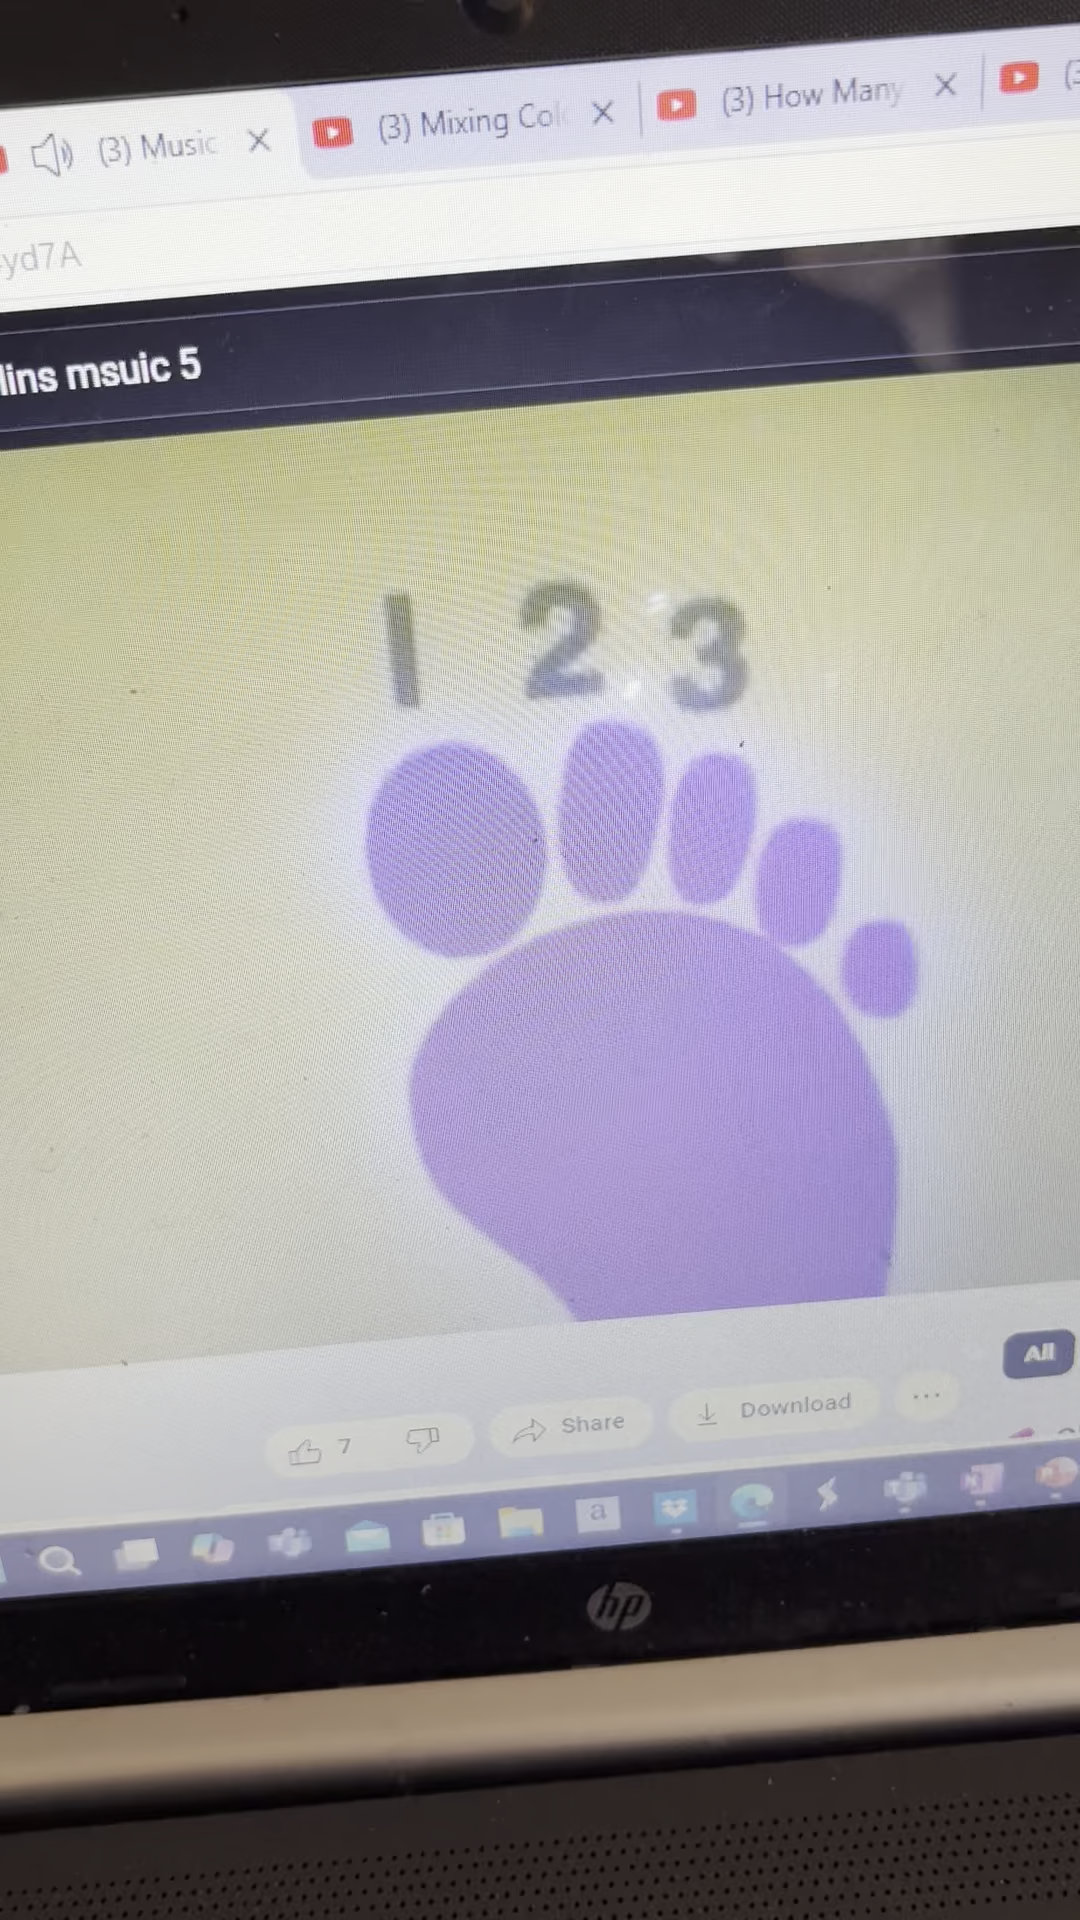 (3) Music
(3) Mixing Col
(3) How Many
yd7A
lins msuic 5
1 2 3
All
7
Share
Download
a
hp